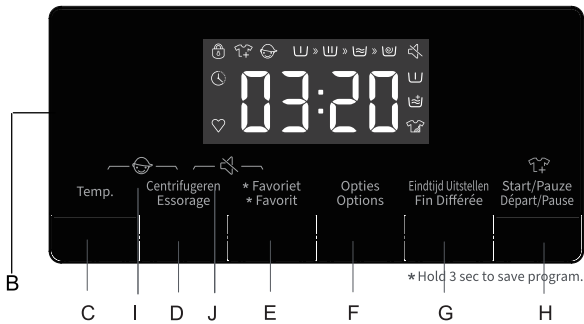 03:20
Temp.
Centrifugeren
Essorage
* Favoriet
* Favorit
Opties
Options
Eindtijd Uitstellen
Fin Différée
Start/Pauze
Départ/Pause
* Hold 3 sec to save program.
B
C I D J E F G H